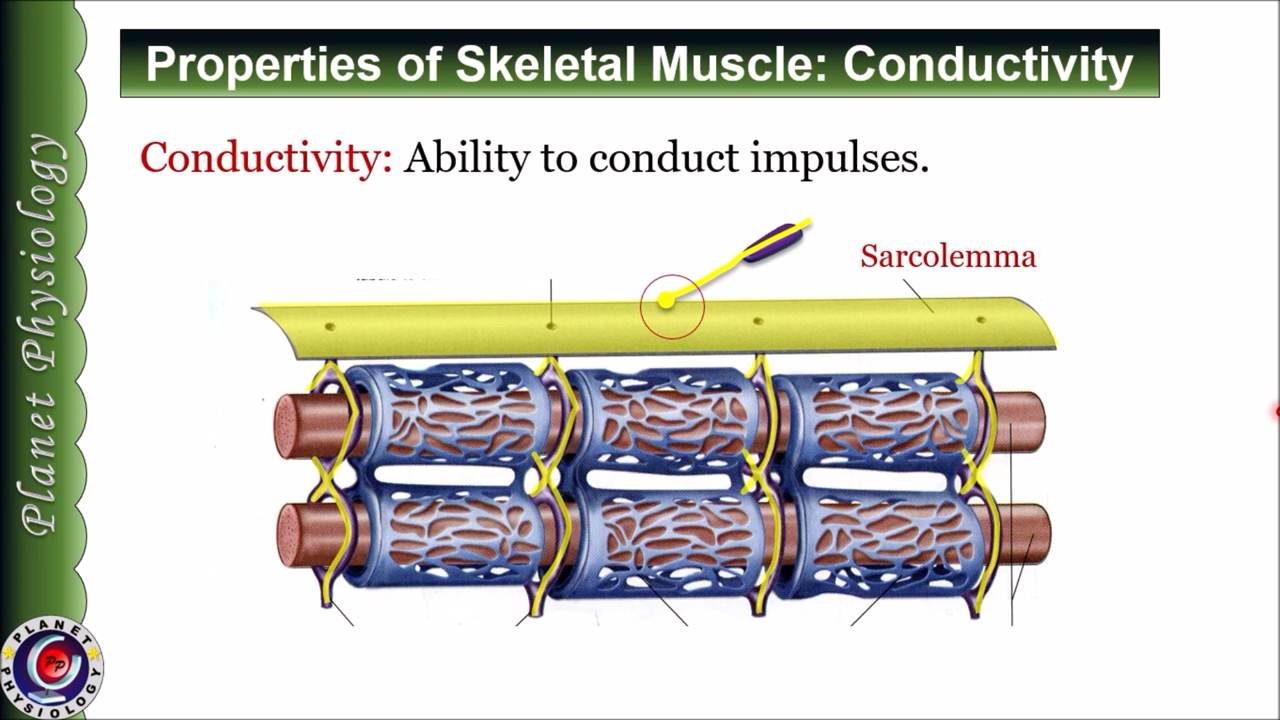 Properties of Skeletal Muscle: Conductivity
Conductivity: Ability to conduct impulses.
Sarcolemma
Planet Physiology
PLANET
PP
PHYSIOLOGY